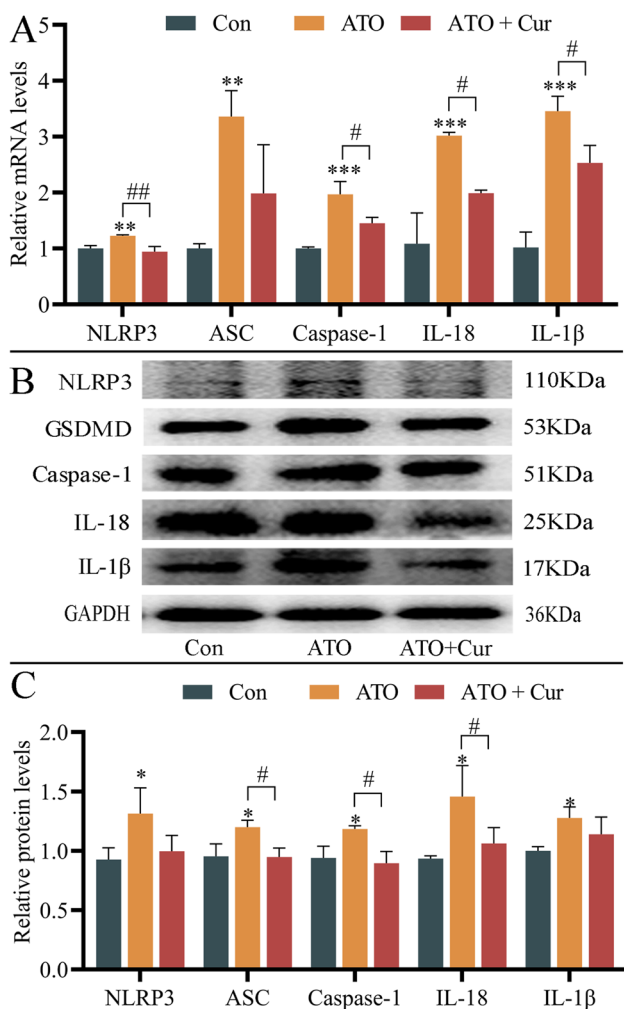 A
Con ATO ATO + Cur
Relative mRNA levels
5
4
3
2
1
0
** ## ** *** # *** # *** #
NLRP3 ASC Caspase-1 IL-18 IL-1β
B
NLRP3 110KDa
GSDMD 53KDa
Caspase-1 51KDa
IL-18 25KDa
IL-1β 17KDa
GAPDH 36KDa
Con ATO ATO+Cur
C
Con ATO ATO + Cur
Relative protein levels
2.0
1.5
1.0
0.5
0.0
* * # * # * # *
NLRP3 ASC Caspase-1 IL-18 IL-1β